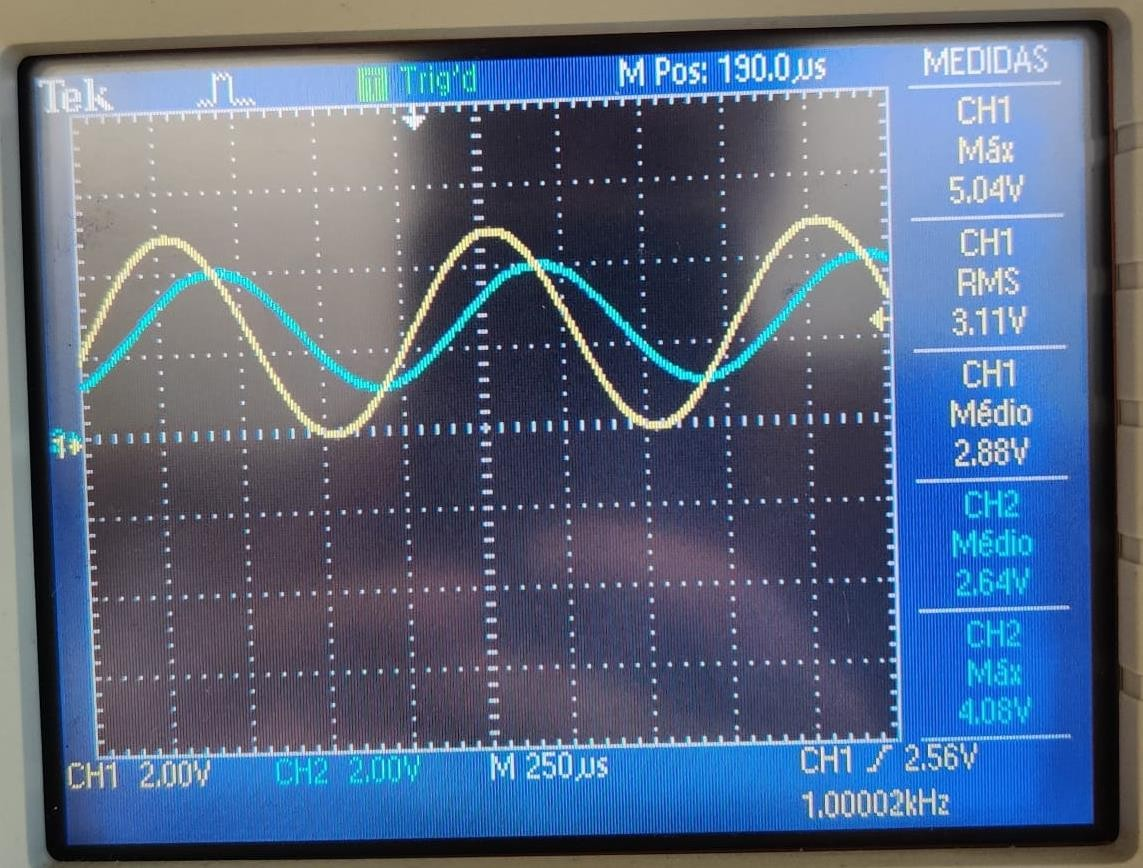 Tek Trig'd M Pos: 190.0µs MEDIDAS
CH1
Máx
5.04V
CH1
RMS
3.11V
CH1
Médio
2.88V
CH2
Médio
2.64V
CH2
Máx
4.08V
CH1 2.00V CH2 2.00V M 250µs CH1 2.56V
1.00002kHz